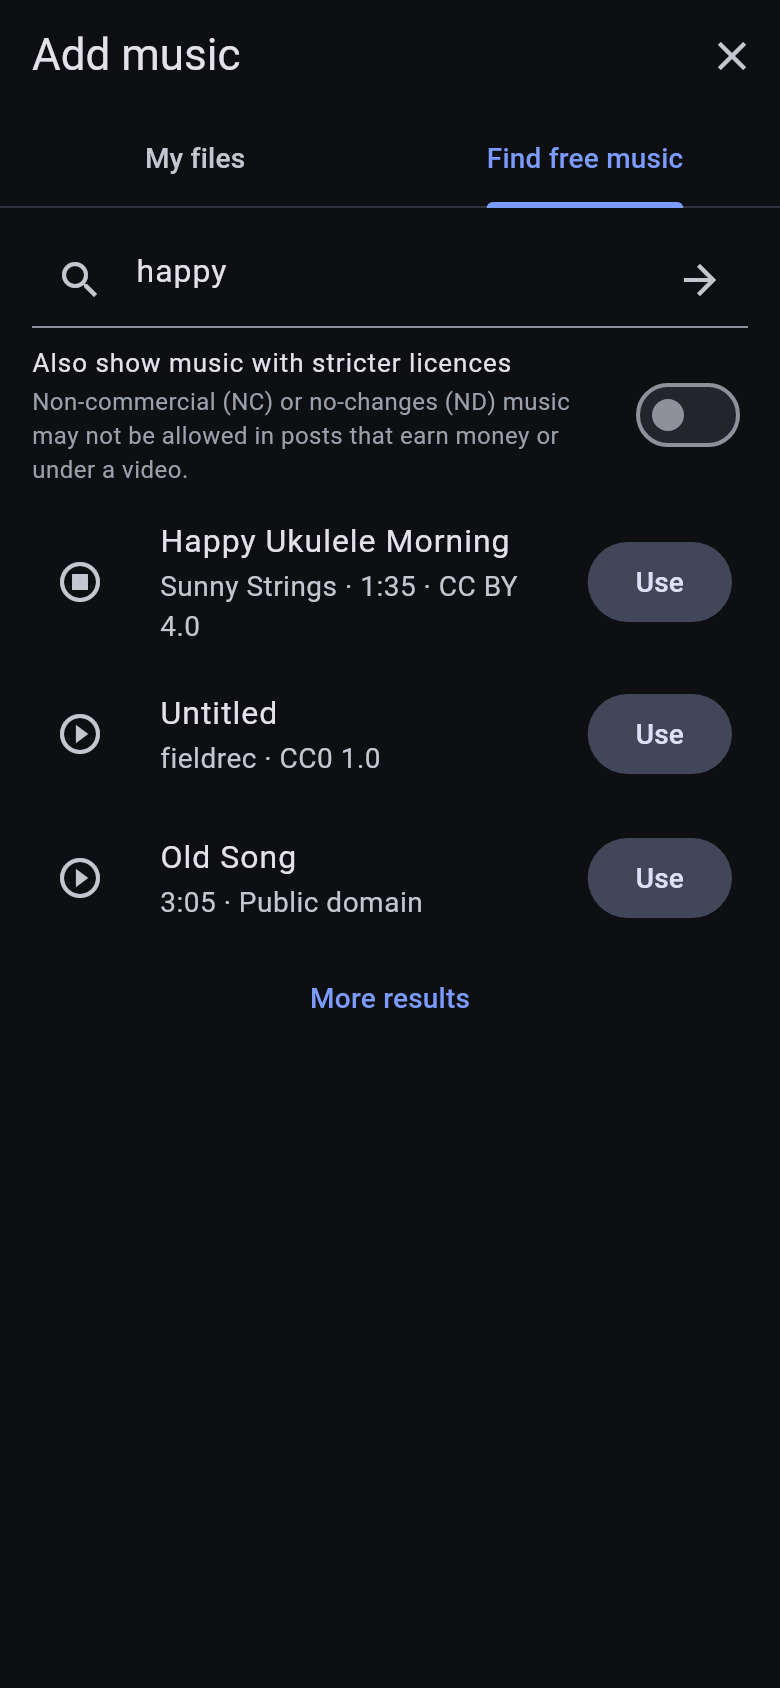 Add music
My files
Find free music
happy
Also show music with stricter licences
Non-commercial (NC) or no-changes (ND) music
may not be allowed in posts that earn money or
under a video.
Happy Ukulele Morning
Sunny Strings · 1:35 · CC BY
4.0
Use
Untitled
fieldrec · CC0 1.0
Use
Old Song
3:05 · Public domain
Use
More results